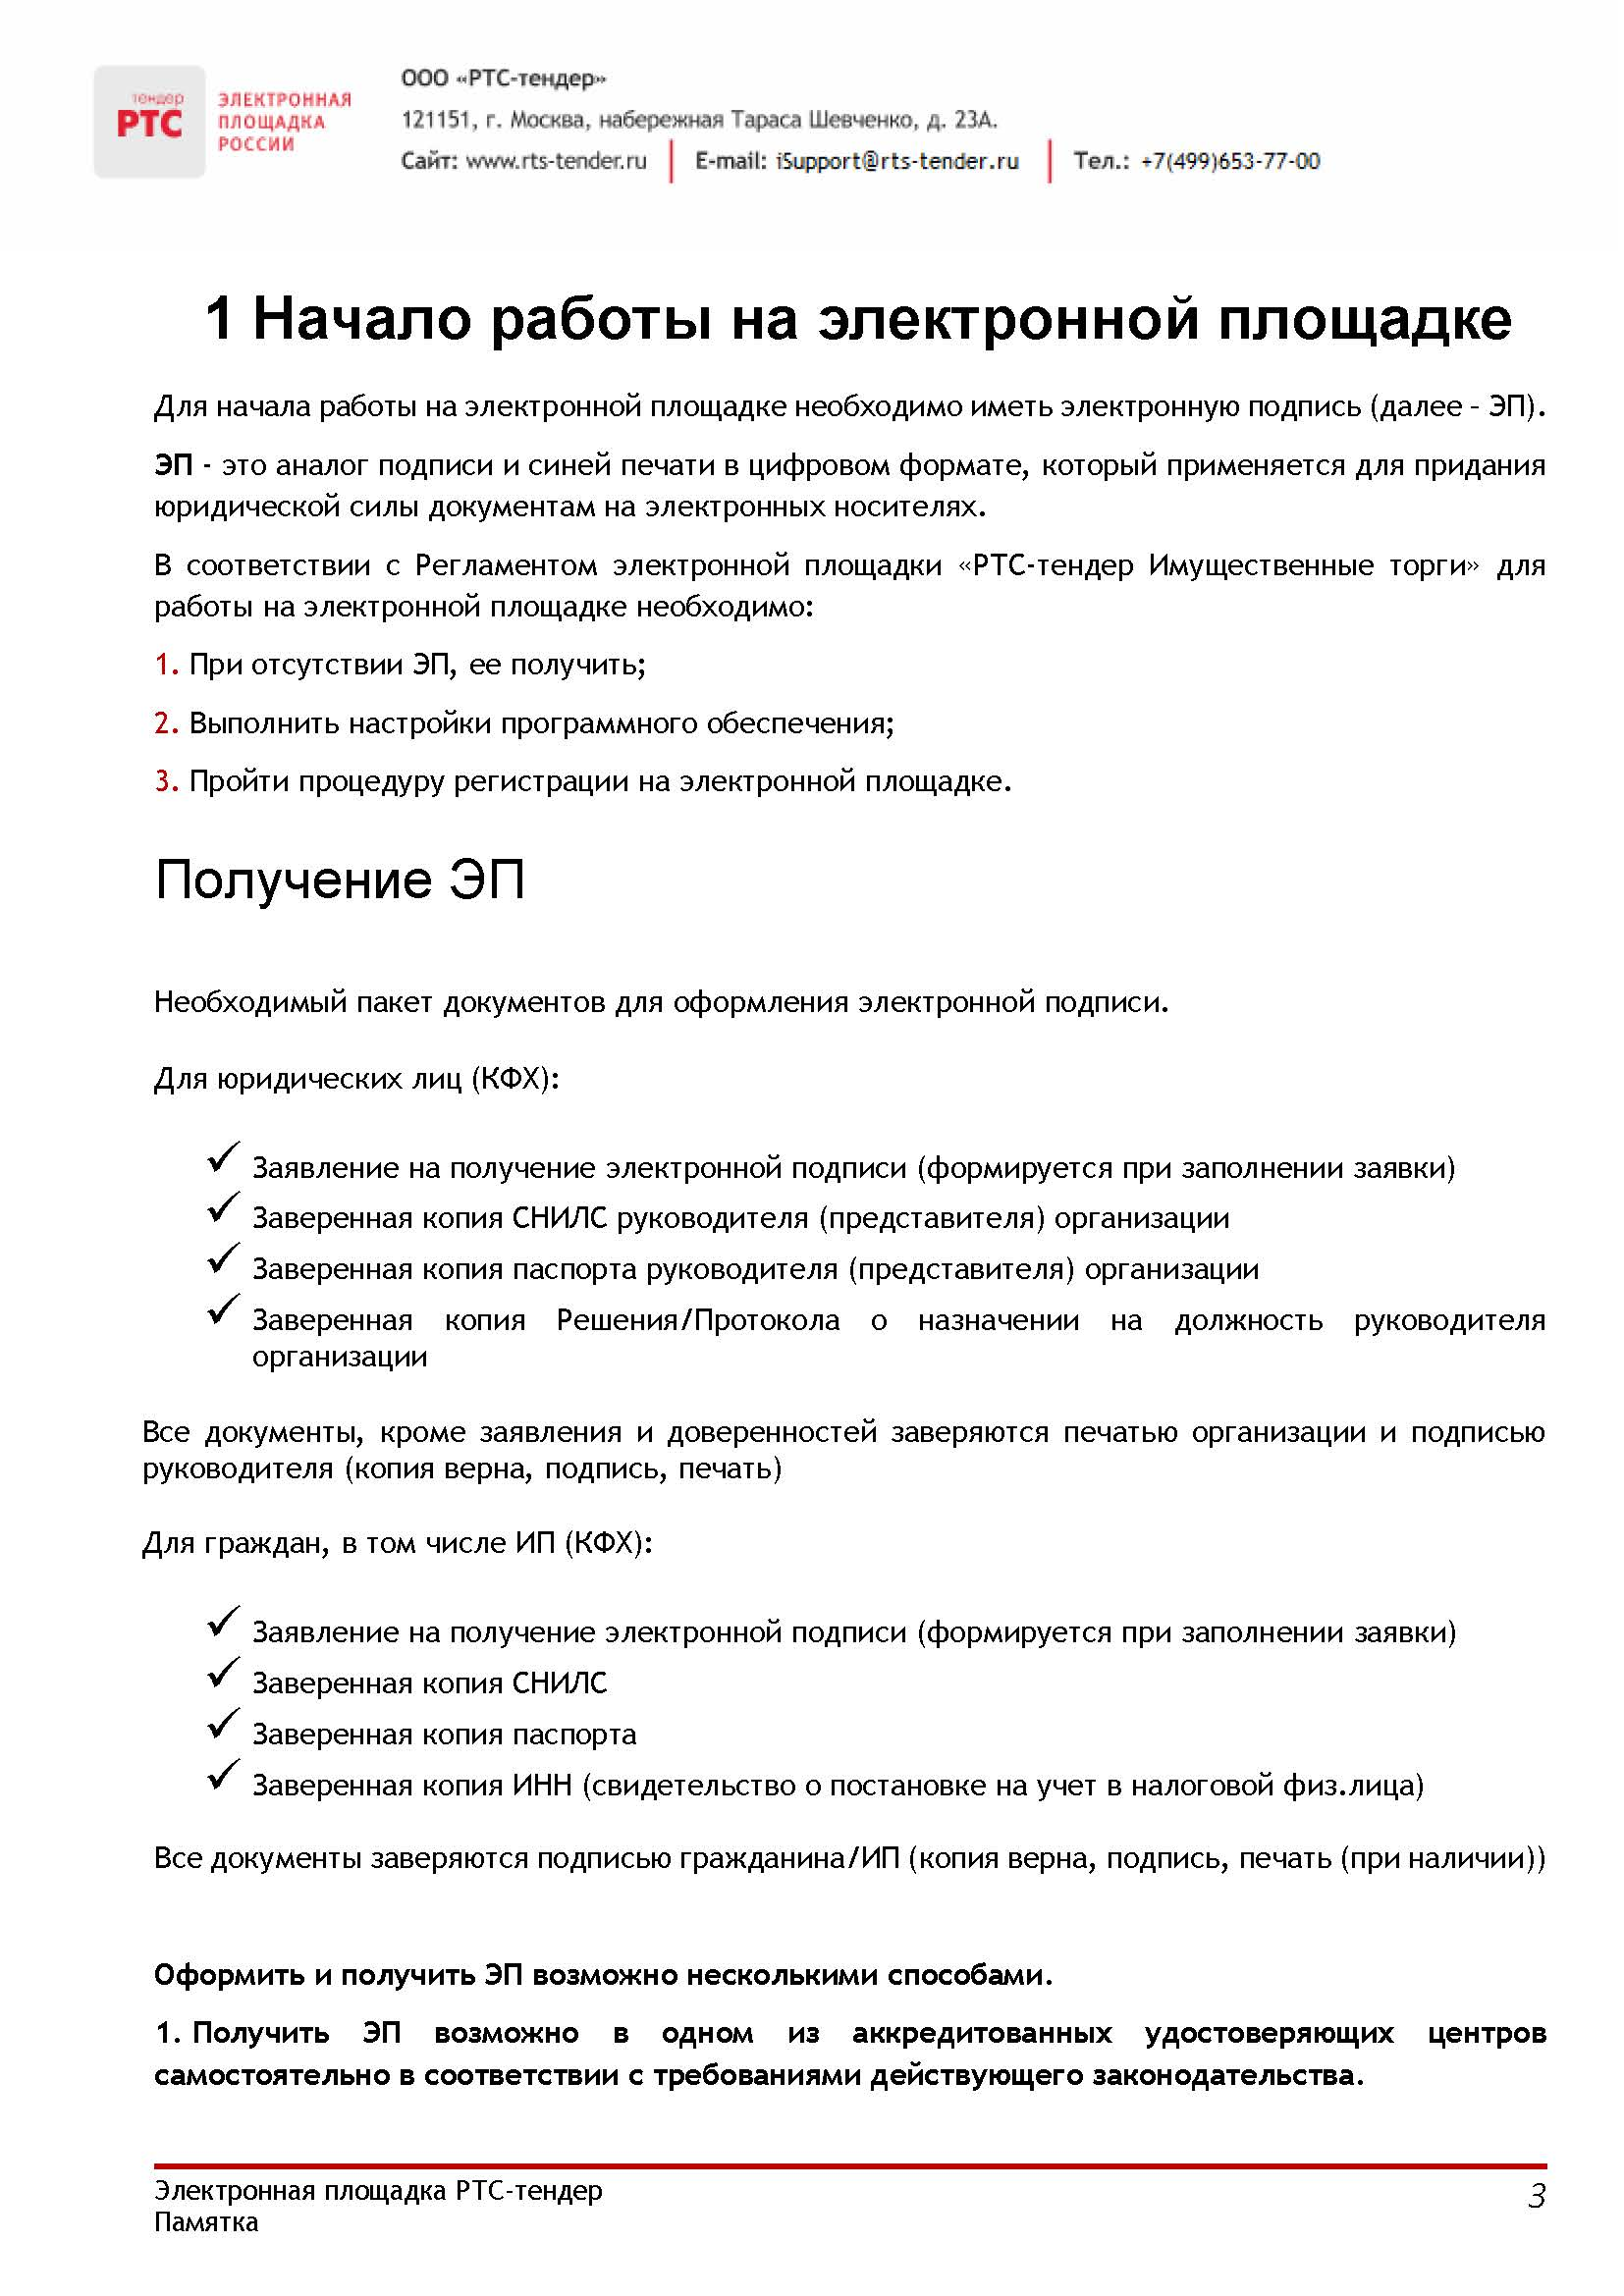 тендер
РТС
ЭЛЕКТРОННАЯ
ПЛОЩАДКА
РОССИИ
ООО «РТС-тендер»
121151, г. Москва, набережная Тараса Шевченко, д. 23А.
Сайт: www.rts-tender.ru E-mail: iSupport@rts-tender.ru Тел.: +7(499)653-77-00
1 Начало работы на электронной площадке
Для начала работы на электронной площадке необходимо иметь электронную подпись (далее - ЭП).
ЭП - это аналог подписи и синей печати в цифровом формате, который применяется для придания
юридической силы документам на электронных носителях.
В соответствии с Регламентом электронной площадки «РТС-тендер Имущественные торги» для
работы на электронной площадке необходимо:
1. При отсутствии ЭП, ее получить;
2. Выполнить настройки программного обеспечения;
3. Пройти процедуру регистрации на электронной площадке.
Получение ЭП
Необходимый пакет документов для оформления электронной подписи.
Для юридических лиц (КФХ):
✓ Заявление на получение электронной подписи (формируется при заполнении заявки)
✓ Заверенная копия СНИЛС руководителя (представителя) организации
✓ Заверенная копия паспорта руководителя (представителя) организации
✓ Заверенная копия Решения/Протокола о назначении на должность руководителя
организации
Все документы, кроме заявления и доверенностей заверяются печатью организации и подписью
руководителя (копия верна, подпись, печать)
Для граждан, в том числе ИП (КФХ):
✓ Заявление на получение электронной подписи (формируется при заполнении заявки)
✓ Заверенная копия СНИЛС
✓ Заверенная копия паспорта
✓ Заверенная копия ИНН (свидетельство о постановке на учет в налоговой физ.лица)
Все документы заверяются подписью гражданина/ИП (копия верна, подпись, печать (при наличии))
Оформить и получить ЭП возможно несколькими способами.
1. Получить ЭП возможно в одном из аккредитованных удостоверяющих центров
самостоятельно в соответствии с требованиями действующего законодательства.
Электронная площадка РТС-тендер 3
Памятка